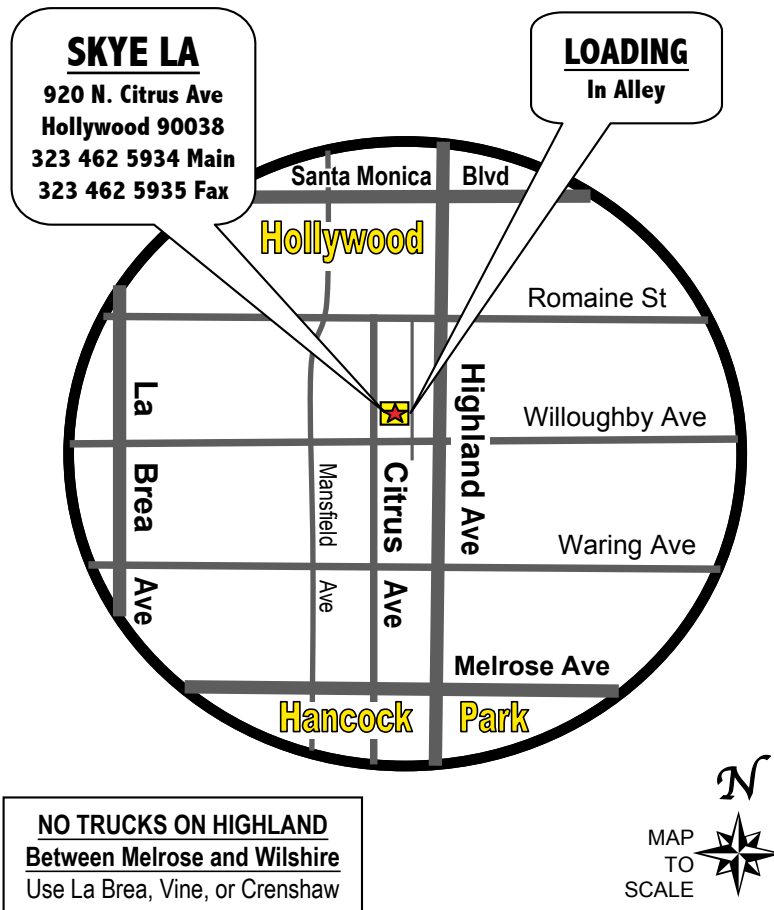 SKYE LA
920 N. Citrus Ave
Hollywood 90038
323 462 5934 Main
323 462 5935 Fax
LOADING
In Alley
Santa Monica Blvd
Hollywood
Romaine St
La Brea Ave
Highland Ave
Willoughby Ave
Mansfield Ave
Citrus Ave
Waring Ave
Melrose Ave
Hancock Park
NO TRUCKS ON HIGHLAND
Between Melrose and Wilshire
Use La Brea, Vine, or Crenshaw
N
MAP
TO
SCALE